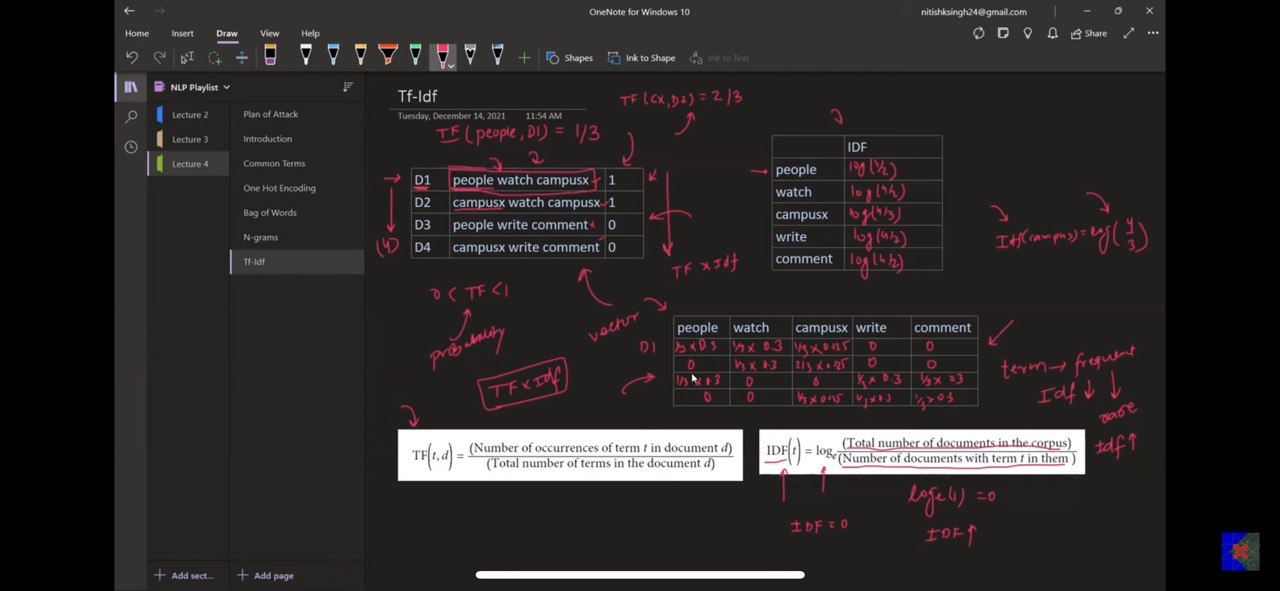 OneNote for Windows 10
nitishksingh24@gmail.com
Home Insert Draw View Help
Share
Shapes Ink to Shape Ink to Text
NLP Playlist
Lecture 2
Lecture 3
Lecture 4
Plan of Attack
Introduction
Common Terms
One Hot Encoding
Bag of Words
N-grams
Tf-Idf
Add sect...
Add page
Tf-Idf
Tuesday, December 14, 2021 11:54 AM
TF(CX, D2) = 2/3
TF(people, D1) = 1/3
D1 people watch campusx 1
D2 campusx watch campusx 1
D3 people write comment 0
D4 campusx write comment 0
(4)
0 < TF < 1
probability
TF x Idf
TF x Idf
vector
IDF
people log(4/2)
watch log(4/2)
campusx log(4/3)
write log(4/2)
comment log(4/2)
Idf(campus) = log(4/3)
people watch campusx write comment
D1 1/3 x 0.3 1/3 x 0.3 1/3 x 0.125 0 0
0 1/3 x 0.3 2/3 x 0.125 0 0
1/3 x 0.3 0 0 1/3 x 0.3 1/3 x 0.3
0 0 1/3 x 0.125 1/3 x 0.3 1/3 x 0.3
term → frequent
Idf ↓
rare
Idf ↑
TF(t, d) = (Number of occurrences of term t in document d) / (Total number of terms in the document d)
IDF(t) = logₑ (Total number of documents in the corpus) / (Number of documents with term t in them)
IDF = 0
loge(1) = 0
IDF ↑